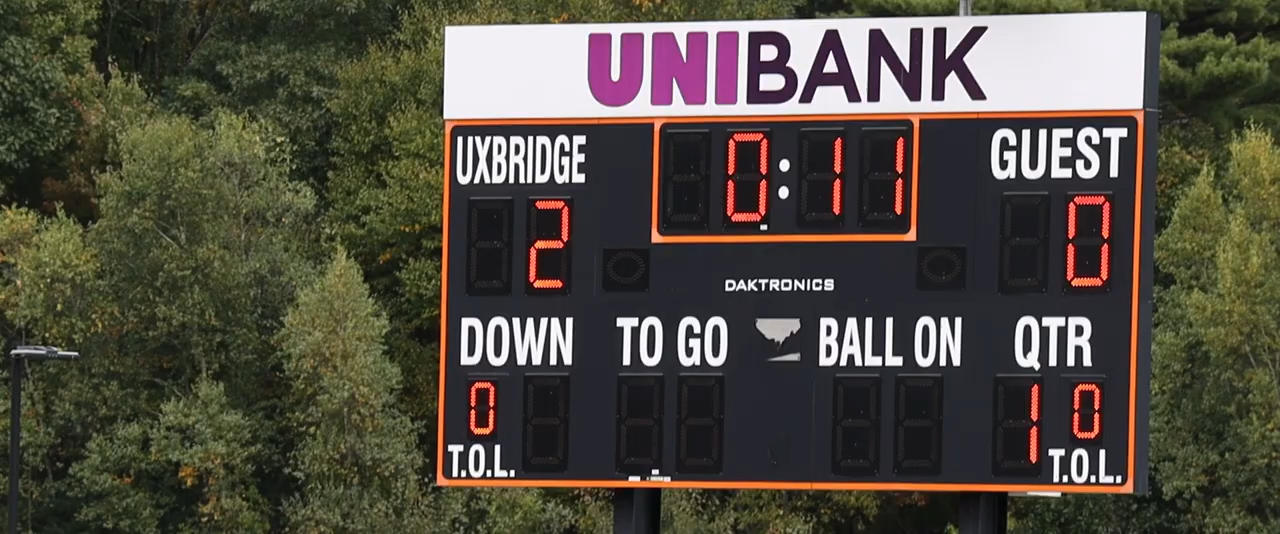 UNIBANK
UXBRIDGE 0:11 GUEST
2 0
DAKTRONICS
DOWN TO GO BALL ON QTR
0 1 0
T.O.L. T.O.L.